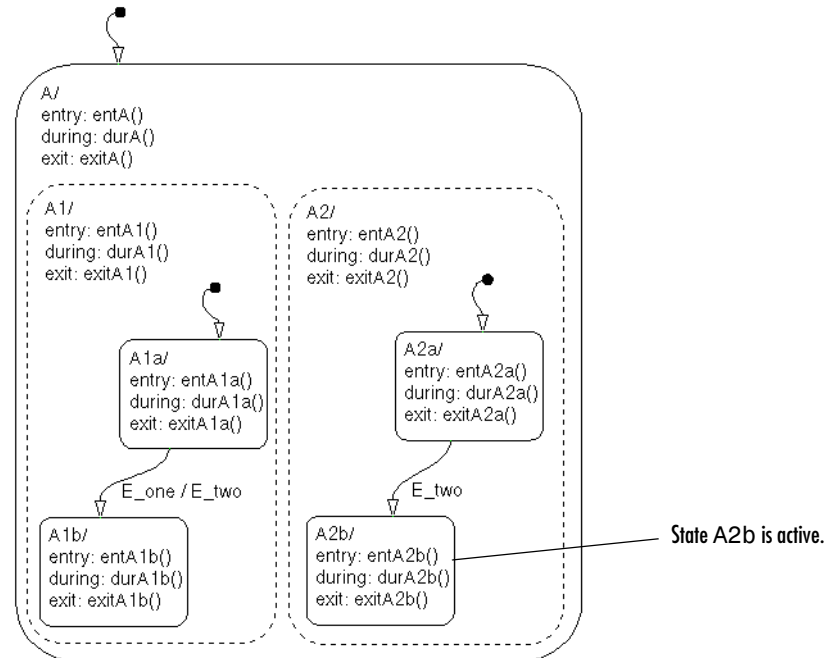 A/
entry: entA()
during: durA()
exit: exitA()
A1/
entry: entA1()
during: durA1()
exit: exitA1()
A2/
entry: entA2()
during: durA2()
exit: exitA2()
A1a/
entry: entA1a()
during: durA1a()
exit: exitA1a()
A2a/
entry: entA2a()
during: durA2a()
exit: exitA2a()
E_one / E_two
E_two
A1b/
entry: entA1b()
during: durA1b()
exit: exitA1b()
A2b/
entry: entA2b()
during: durA2b()
exit: exitA2b()
State A2b is active.